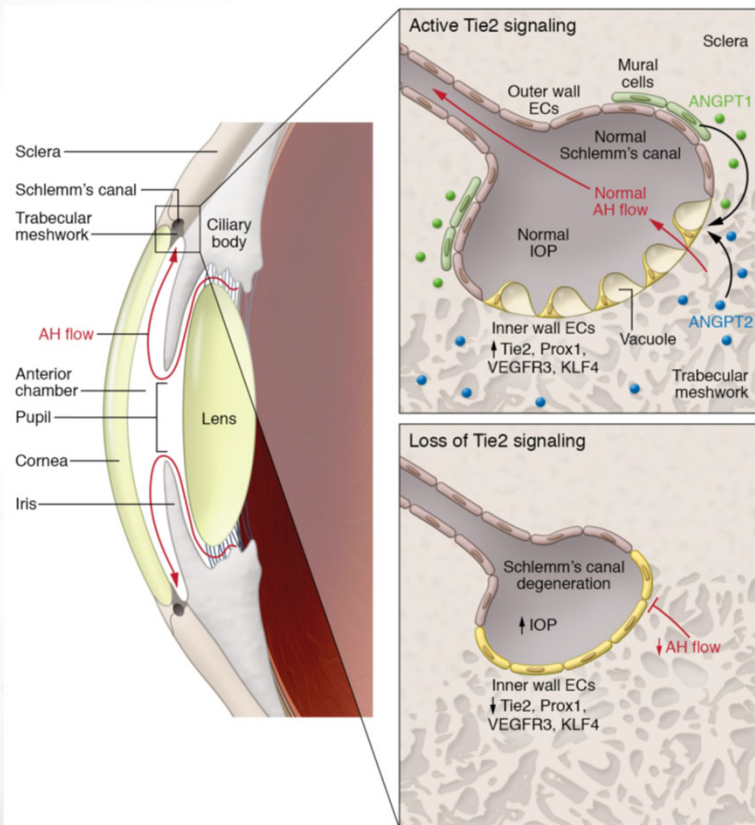 Sclera
Schlemm's canal
Trabecular
meshwork
Ciliary
body
AH flow
Anterior
chamber
Pupil
Lens
Cornea
Iris
Active Tie2 signaling
Sclera
Mural
cells
ANGPT1
Outer wall
ECs
Normal
Schlemm's canal
Normal
AH flow
Normal
IOP
ANGPT2
Inner wall ECs
Tie2, Prox1,
VEGFR3, KLF4
Vacuole
Trabecular
meshwork
Loss of Tie2 signaling
Schlemm's canal
degeneration
IOP
AH flow
Inner wall ECs
Tie2, Prox1,
VEGFR3, KLF4